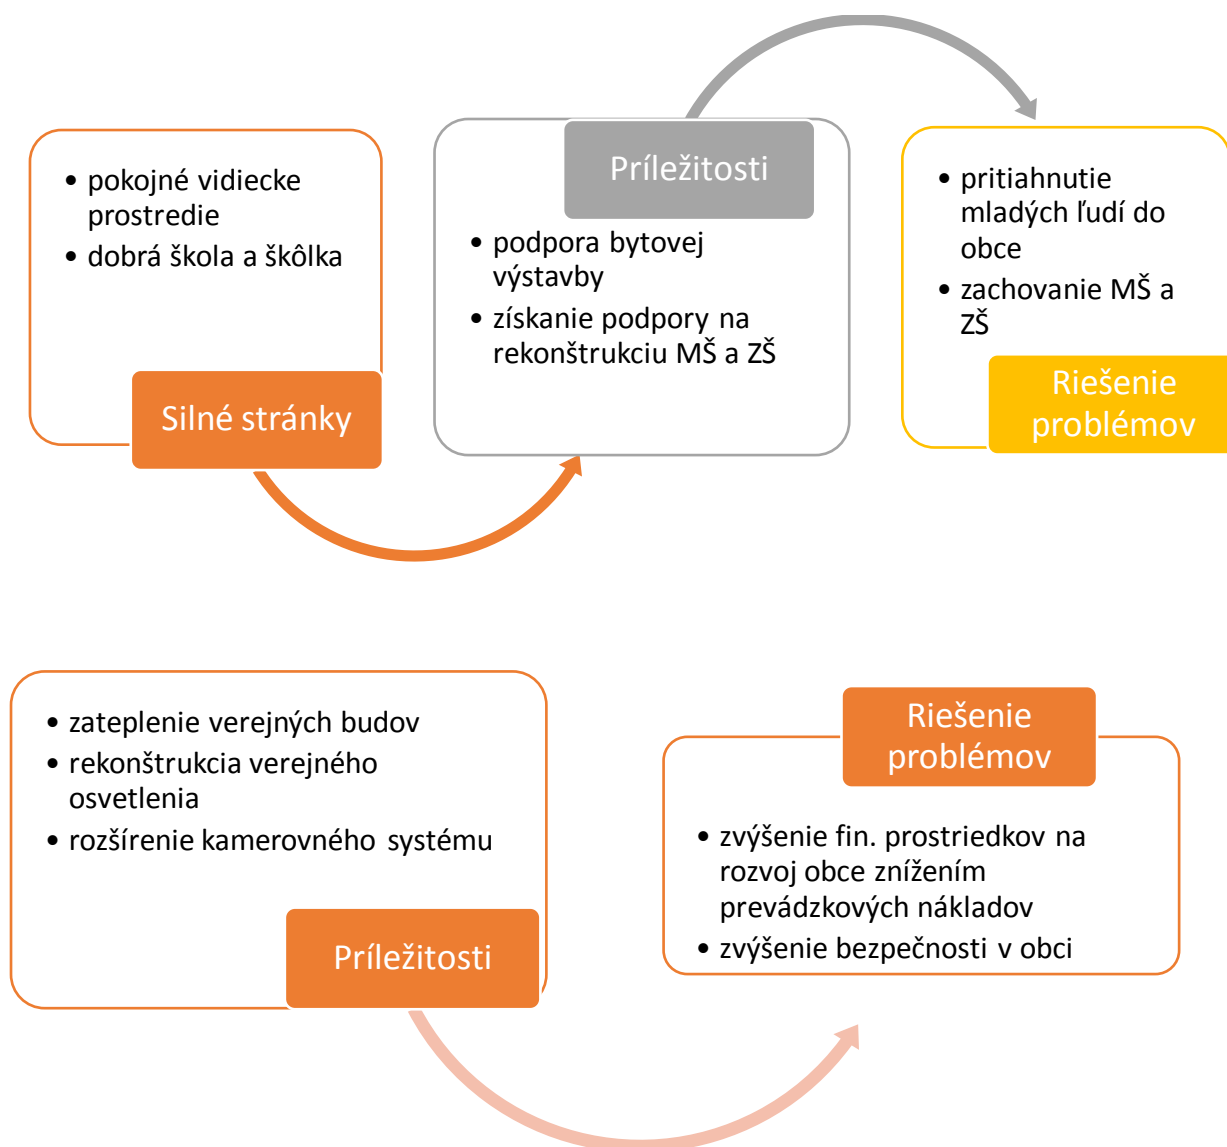 • pokojné vidiecke
prostredie
• dobrá škola a škôlka
Silné stránky
Príležitosti
• podpora bytovej
výstavby
• získanie podpory na
rekonštrukciu MŠ a ZŠ
• pritiahnutie
mladých ľudí do
obce
• zachovanie MŠ a
ZŠ
Riešenie
problémov
• zateplenie verejných budov
• rekonštrukcia verejného
osvetlenia
• rozšírenie kamerovného systému
Príležitosti
Riešenie
problémov
• zvýšenie fin. prostriedkov na
rozvoj obce znížením
prevádzkových nákladov
• zvýšenie bezpečnosti v obci